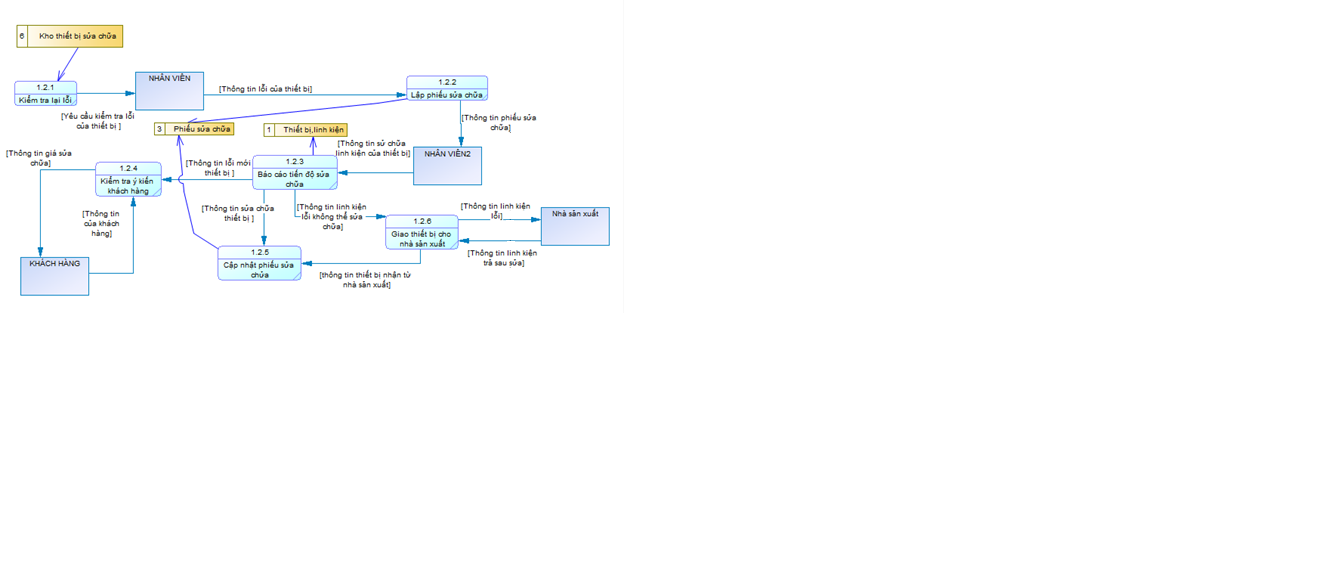 6 Kho thiết bị sửa chữa
1.2.1
Kiểm tra lại lỗi
NHÂN VIÊN
[Thông tin lỗi của thiết bị]
1.2.2
Lập phiếu sửa chữa
[Yêu cầu kiểm tra lỗi
của thiết bị ]
3 Phiếu sửa chữa
1 Thiết bị,linh kiện
[Thông tin phiếu sửa
chữa]
[Thông tin sử chữa
linh kiện của thiết bị]
NHÂN VIÊN2
[Thông tin giá sửa
chữa]
1.2.4
Kiểm tra ý kiến
khách hàng
[Thông tin lỗi mới
thiết bị ]
1.2.3
Báo cáo tiến độ sửa
chữa
[Thông tin
của khách
hàng]
[Thông tin sửa chữa
thiết bị ]
[Thông tin linh kiện
lỗi không thể sửa
chữa]
1.2.6
Giao thiết bị cho
nhà sản xuất
[Thông tin linh kiện
lỗi]
Nhà sản xuất
[Thông tin linh kiện
trả sau sửa]
1.2.5
Cập nhật phiếu sửa
chữa
[thông tin thiết bị nhận từ
nhà sản xuất]
KHÁCH HÀNG